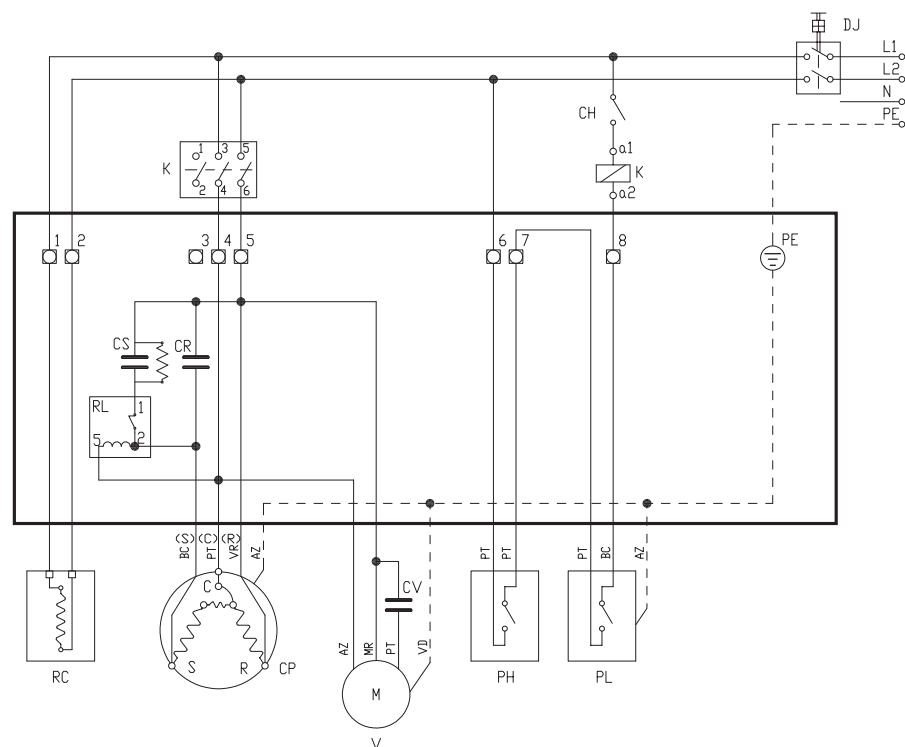 DJ
L1
L2
N
PE
CH
a1
K
a2
1 3 5
K
2 4 6
1 2 3 4 5 6 7 8 PE
CS CR
RL 1
5 2
(S) (C) (R)
BC PT VR AZ PT PT PT BC AZ
C
CV
AZ MR PT VD
S R CP
RC PH PL
M
V